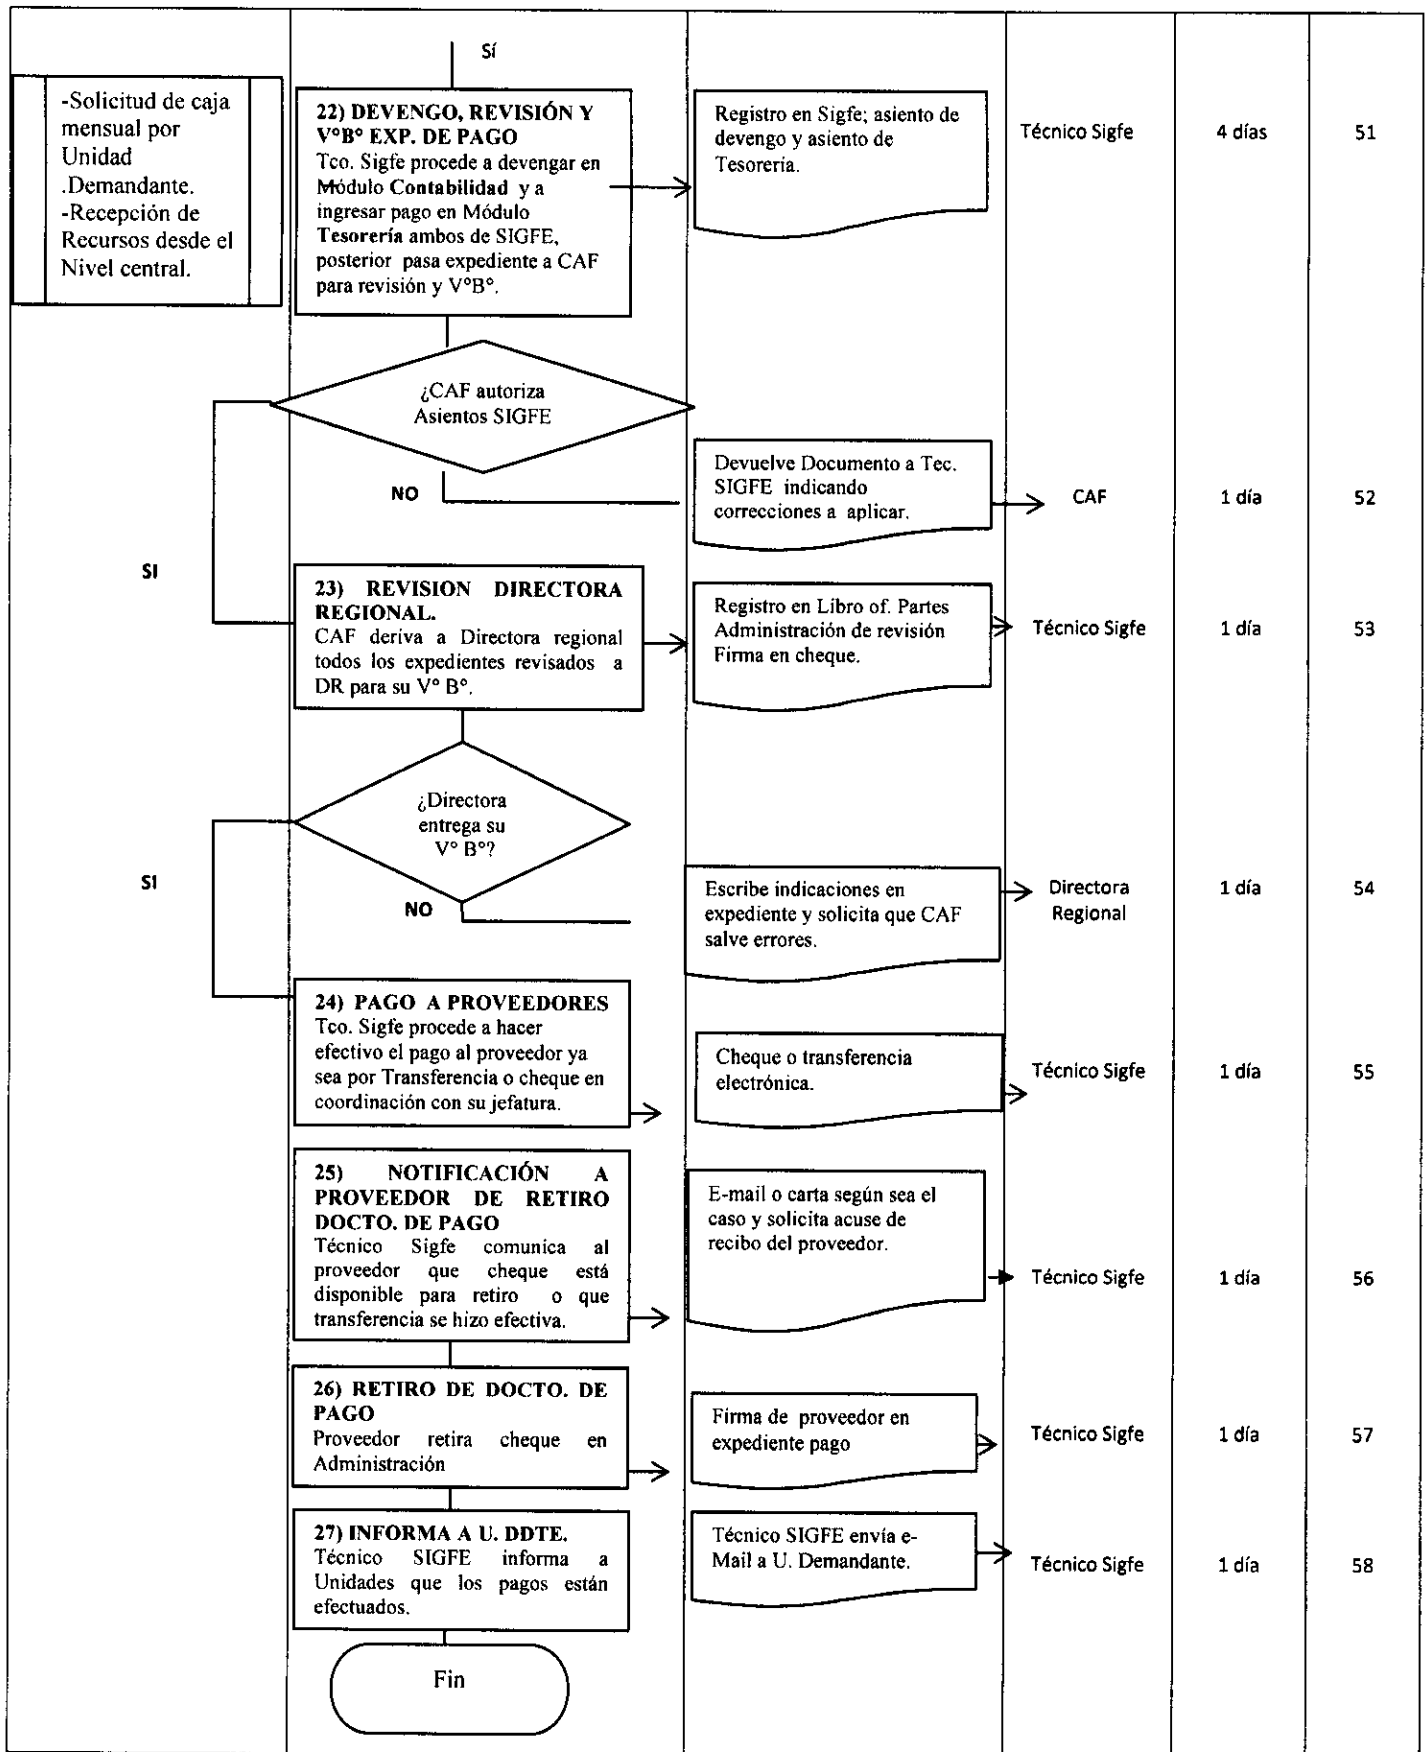 Sí
-Solicitud de caja
mensual por
Unidad
.Demandante.
-Recepción de
Recursos desde el
Nivel central.
22) DEVENGO, REVISIÓN Y
V°B° EXP. DE PAGO
Tco. Sigfe procede a devengar en
Módulo Contabilidad y a
ingresar pago en Módulo
Tesorería ambos de SIGFE,
posterior pasa expediente a CAF
para revisión y V°B°.
Registro en Sigfe; asiento de
devengo y asiento de
Tesorería.
Técnico Sigfe
4 días
51
¿CAF autoriza
Asientos SIGFE
NO
Devuelve Documento a Tec.
SIGFE indicando
correcciones a aplicar.
CAF
1 día
52
SI
23) REVISION DIRECTORA
REGIONAL.
CAF deriva a Directora regional
todos los expedientes revisados a
DR para su V° B°.
Registro en Libro of. Partes
Administración de revisión
Firma en cheque.
Técnico Sigfe
1 día
53
¿Directora
entrega su
V° B°?
SI
NO
Escribe indicaciones en
expediente y solicita que CAF
salve errores.
Directora
Regional
1 día
54
24) PAGO A PROVEEDORES
Tco. Sigfe procede a hacer
efectivo el pago al proveedor ya
sea por Transferencia o cheque en
coordinación con su jefatura.
Cheque o transferencia
electrónica.
Técnico Sigfe
1 día
55
25) NOTIFICACIÓN A
PROVEEDOR DE RETIRO
DOCTO. DE PAGO
Técnico Sigfe comunica al
proveedor que cheque está
disponible para retiro o que
transferencia se hizo efectiva.
E-mail o carta según sea el
caso y solicita acuse de
recibo del proveedor.
Técnico Sigfe
1 día
56
26) RETIRO DE DOCTO. DE
PAGO
Proveedor retira cheque en
Administración
Firma de proveedor en
expediente pago
Técnico Sigfe
1 día
57
27) INFORMA A U. DDTE.
Técnico SIGFE informa a
Unidades que los pagos están
efectuados.
Técnico SIGFE envía e-
Mail a U. Demandante.
Técnico Sigfe
1 día
58
Fin